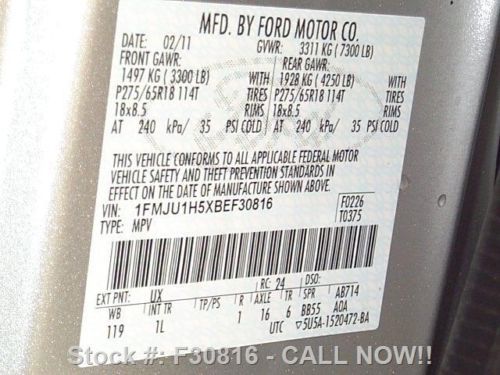 MFD. BY FORD MOTOR CO.
DATE: 02/11 GVWR: 3311 KG (7300 LB)
FRONT GAWR: REAR GAWR:
1497 KG (3300 LB) WITH 1928 KG (4250 LB) WITH
P275/65R18 114T TIRES P275/65R18 114T TIRES
18x8.5 RIMS 18x8.5 RIMS
AT 240 kPa/ 35 PSI COLD AT 240 kPa/ 35 PSI COLD
THIS VEHICLE CONFORMS TO ALL APPLICABLE FEDERAL MOTOR
VEHICLE SAFETY AND THEFT PREVENTION STANDARDS IN
EFFECT ON THE DATE OF MANUFACTURE SHOWN ABOVE.
VIN: 1FMJU1H5XBEF30816 F0226
TYPE: MPV T0375
RC: 24 DSO:
EXT PNT: UX AB714
WB INT TR TP/PS R AXLE TR SPR AOA
119 1L 1 16 6 BB55
UTC ▽5U5A-1520472-BA
Stock #: F30816 - CALL NOW!!